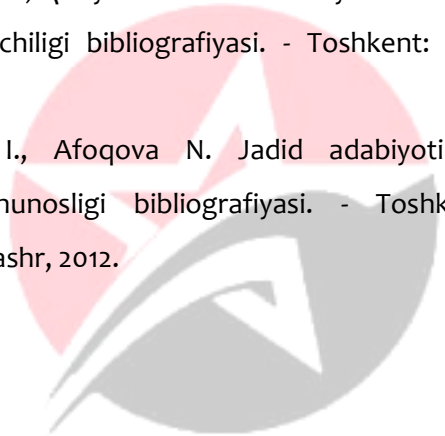 chiligi bibliografiyasi. - Toshkent:
I., Afoqova N. Jadid adabiyoti
nunosligi bibliografiyasi. - Toshk
ashr, 2012.